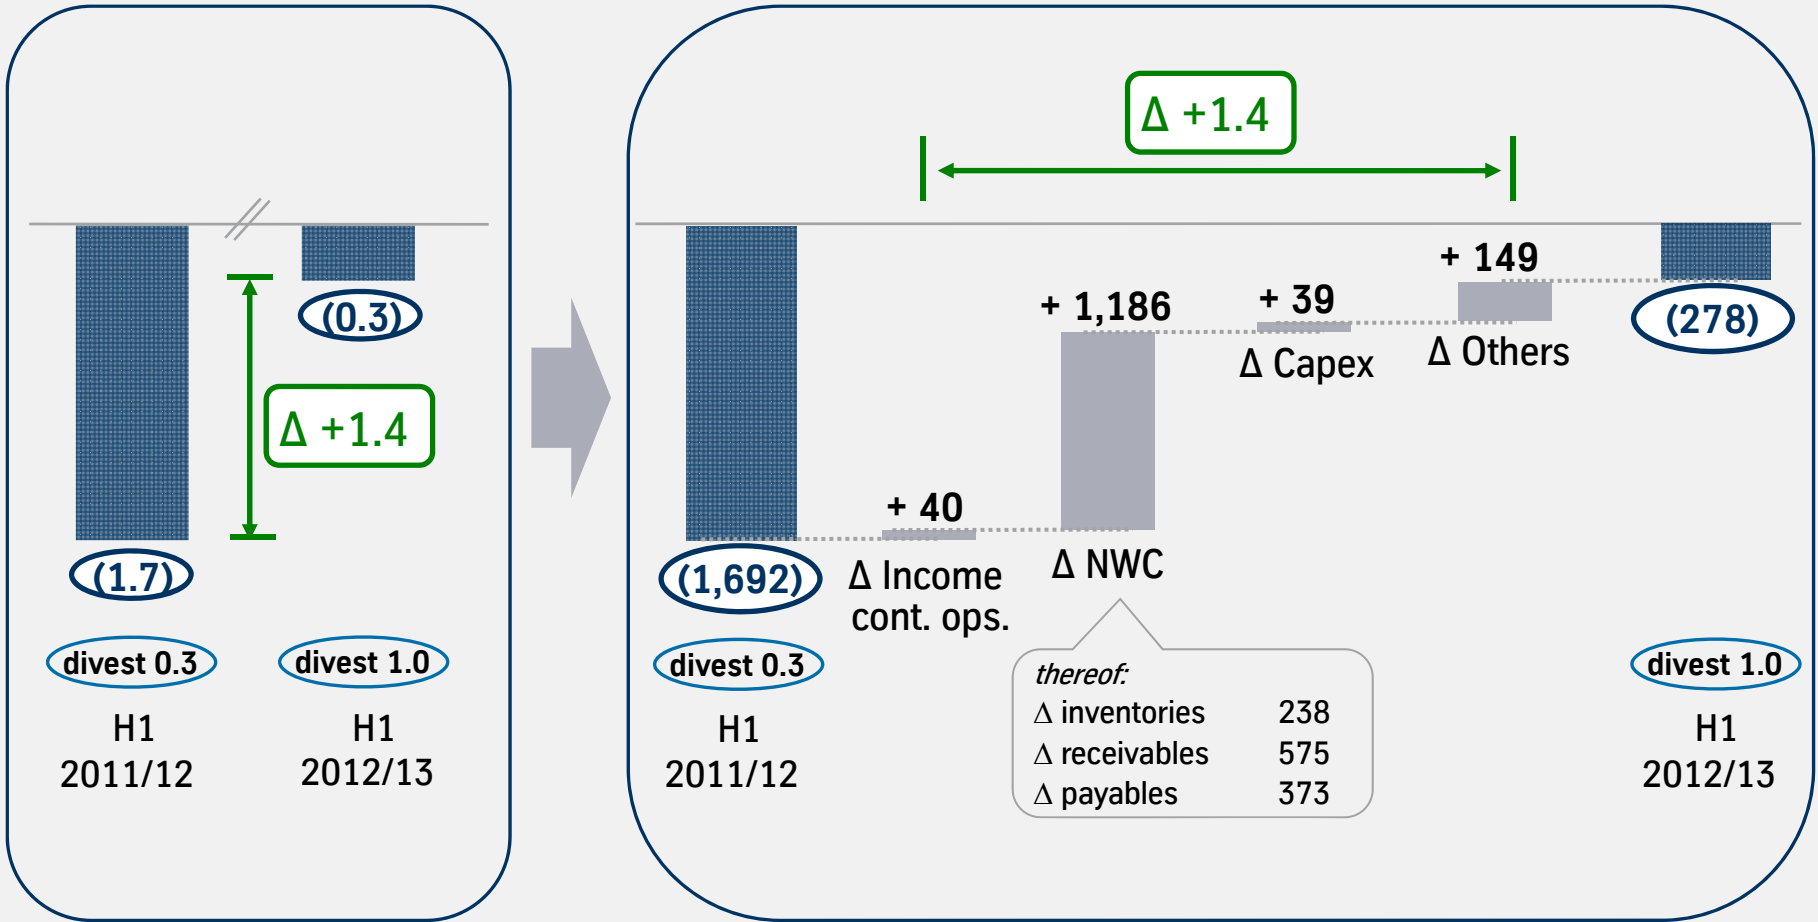 (0.3)
Δ +1.4
(1.7)
divest 0.3
divest 1.0
H1
2011/12
H1
2012/13
Δ +1.4
(1,692)
divest 0.3
H1
2011/12
+ 40
Δ Income
cont. ops.
+ 1,186
Δ NWC
thereof:
Δ inventories 238
Δ receivables 575
Δ payables 373
+ 39
Δ Capex
+ 149
Δ Others
(278)
divest 1.0
H1
2012/13